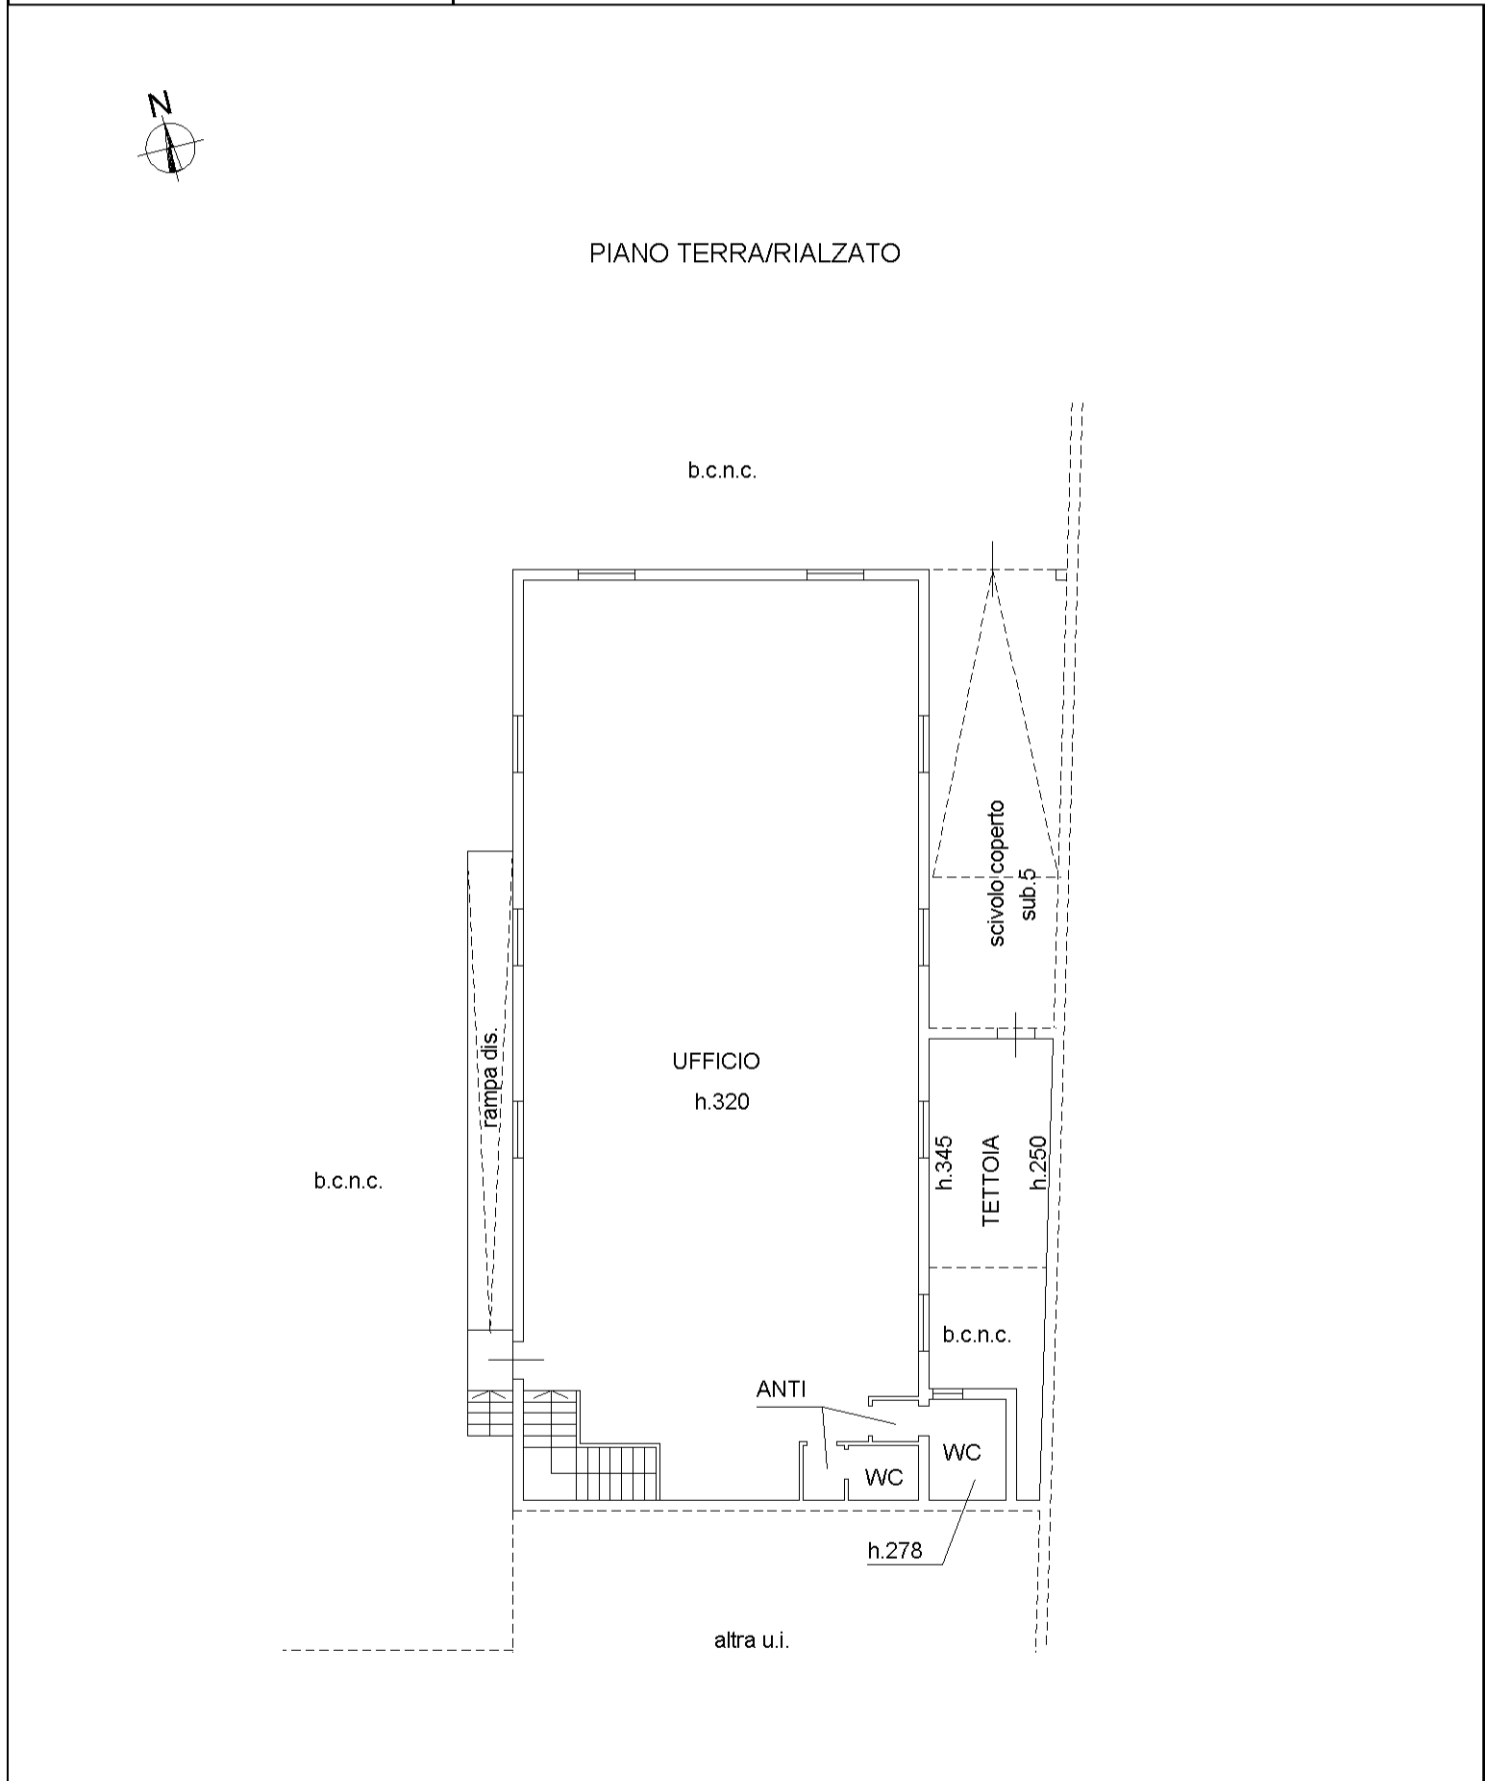 N
PIANO TERRA/RIALZATO
b.c.n.c.
scivolo coperto
sub.5
rampa dis.
UFFICIO
h.320
h.345
TETTOIA
h.250
b.c.n.c.
b.c.n.c.
ANTI
WC
WC
h.278
altra u.i.